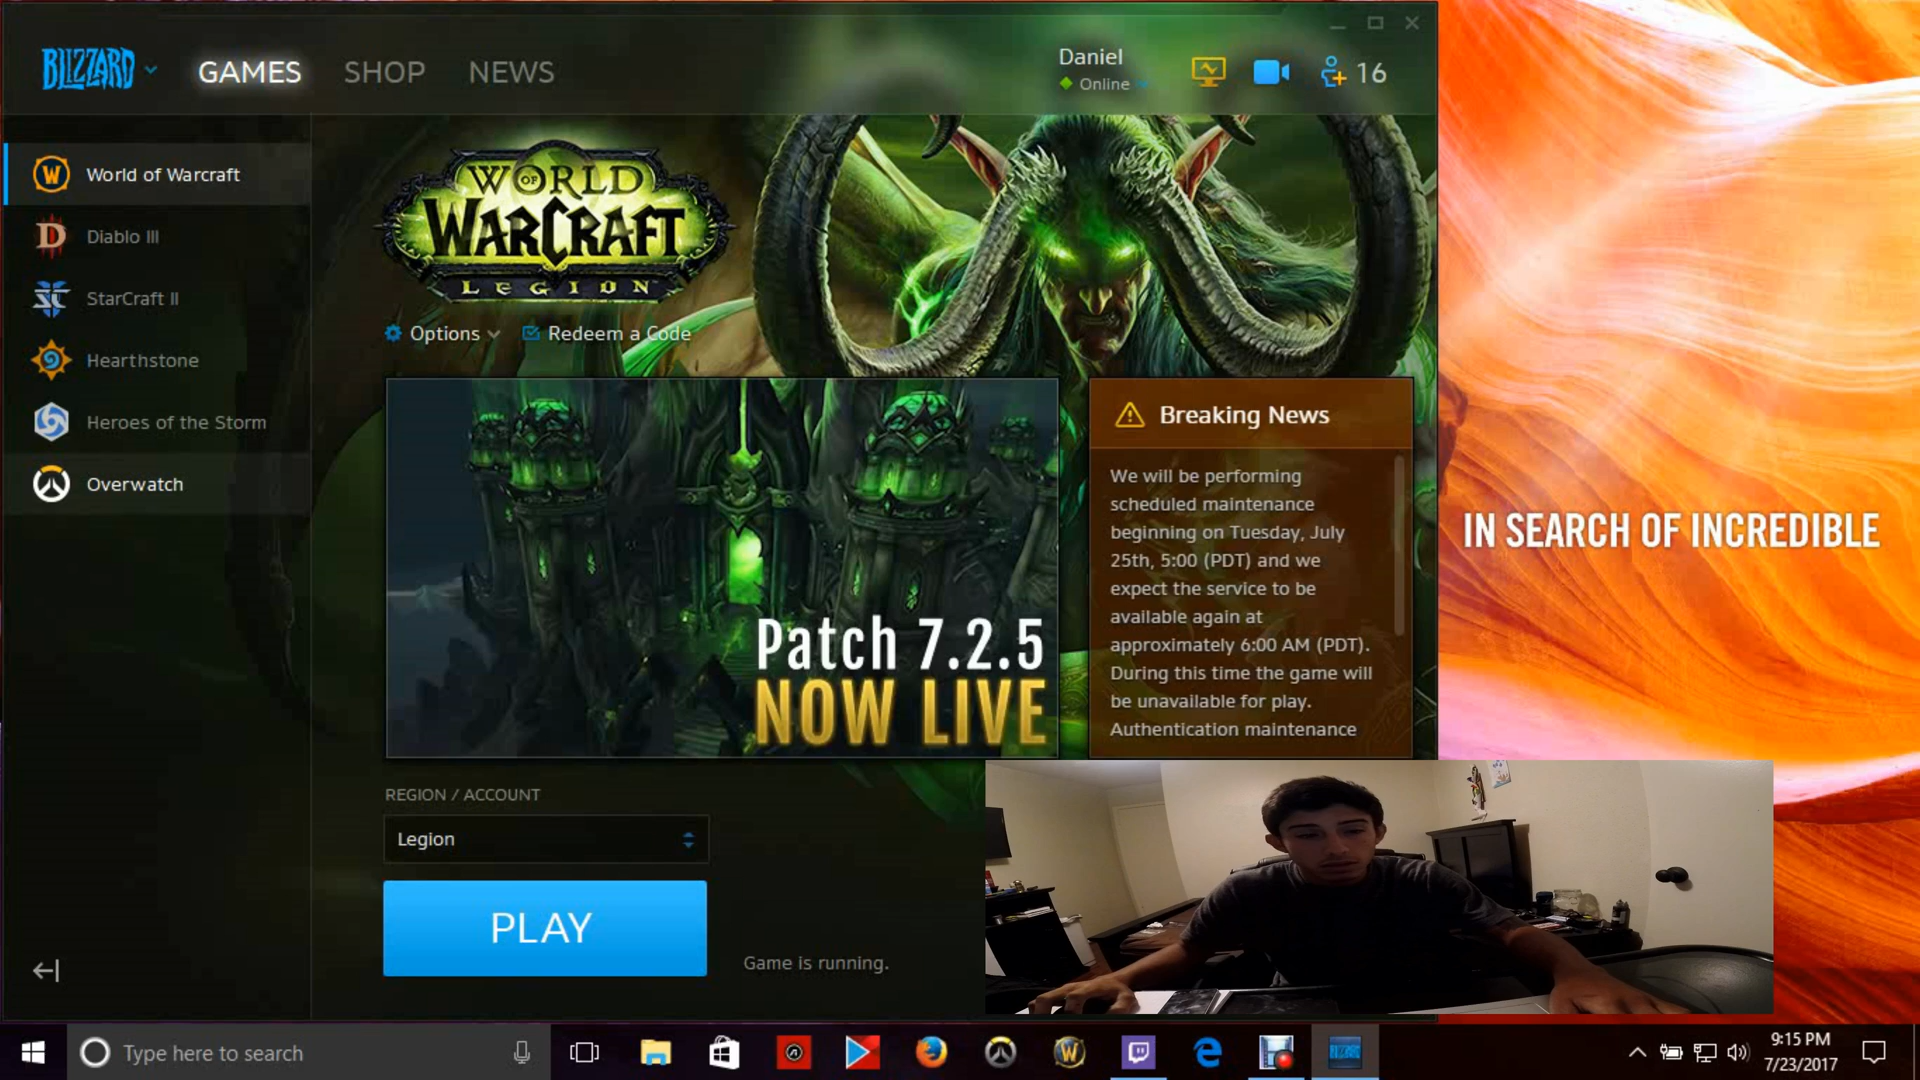 BLIZZARD
GAMES SHOP NEWS
Daniel
Online
16
World of Warcraft
Diablo III
StarCraft II
Hearthstone
Heroes of the Storm
Overwatch
WORLD OF WARCRAFT
LEGION
Options
Redeem a Code
Patch 7.2.5
NOW LIVE
Breaking News
We will be performing
scheduled maintenance
beginning on Tuesday, July
25th, 5:00 (PDT) and we
expect the service to be
available again at
approximately 6:00 AM (PDT).
During this time the game will
be unavailable for play.
Authentication maintenance
IN SEARCH OF INCREDIBLE
REGION / ACCOUNT
Legion
PLAY
Game is running.
Type here to search
BLIZZARD
9:15 PM
7/23/2017